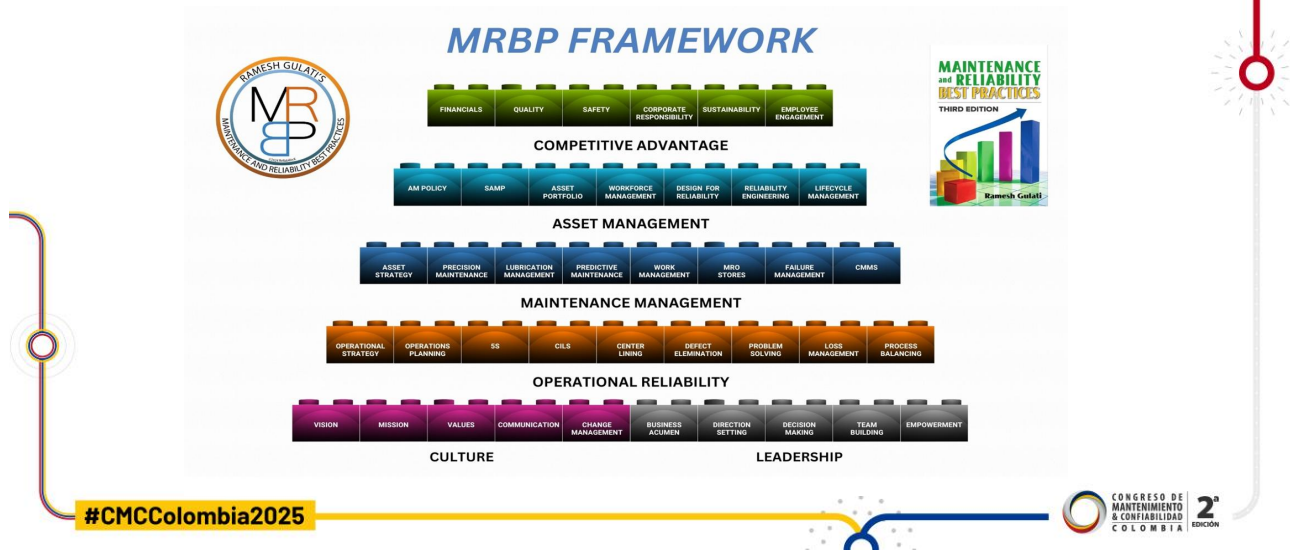 MRBP FRAMEWORK
RAMESH GULATI'S
MRBP
MAINTENANCE AND RELIABILITY BEST PRACTICES
MAINTENANCE
and RELIABILITY
BEST PRACTICES
THIRD EDITION
Ramesh Gulati
FINANCIALS
QUALITY
SAFETY
CORPORATE
RESPONSIBILITY
SUSTAINABILITY
EMPLOYEE
ENGAGEMENT
COMPETITIVE ADVANTAGE
AM POLICY
SAMP
ASSET
PORTFOLIO
WORKFORCE
MANAGEMENT
DESIGN FOR
RELIABILITY
RELIABILITY
ENGINEERING
LIFECYCLE
MANAGEMENT
ASSET MANAGEMENT
ASSET
STRATEGY
PRECISION
MAINTENANCE
LUBRICATION
MANAGEMENT
PREDICTIVE
MAINTENANCE
WORK
MANAGEMENT
MRO
STORES
FAILURE
MANAGEMENT
CMMS
MAINTENANCE MANAGEMENT
OPERATIONAL
STRATEGY
OPERATIONS
PLANNING
5S
CILS
CENTER
LINING
DEFECT
ELEMINATION
PROBLEM
SOLVING
LOSS
MANAGEMENT
PROCESS
BALANCING
OPERATIONAL RELIABILITY
VISION
MISSION
VALUES
COMMUNICATION
CHANGE
MANAGEMENT
BUSINESS
ACUMEN
DIRECTION
SETTING
DECISION
MAKING
TEAM
BUILDING
EMPOWERMENT
CULTURE
LEADERSHIP
#CMCColombia2025
CONGRESO DE
MANTENIMIENTO
& CONFIABILIDAD
COLOMBIA
2ª
EDICIÓN